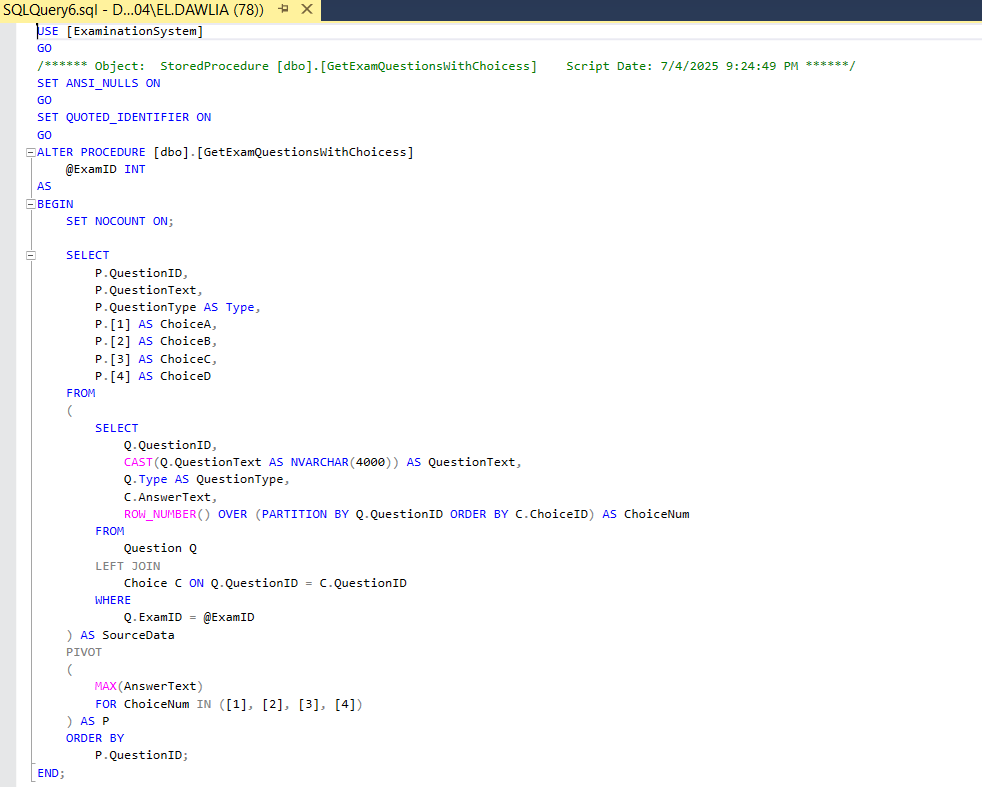 SQLQuery6.sql - D...04\EL.DAWLIA (78))
USE [ExaminationSystem]
GO
/****** Object:  StoredProcedure [dbo].[GetExamQuestionsWithChoicess]    Script Date: 7/4/2025 9:24:49 PM ******/
SET ANSI_NULLS ON
GO
SET QUOTED_IDENTIFIER ON
GO
ALTER PROCEDURE [dbo].[GetExamQuestionsWithChoicess]
    @ExamID INT
AS
BEGIN
    SET NOCOUNT ON;

    SELECT
        P.QuestionID,
        P.QuestionText,
        P.QuestionType AS Type,
        P.[1] AS ChoiceA,
        P.[2] AS ChoiceB,
        P.[3] AS ChoiceC,
        P.[4] AS ChoiceD
    FROM
    (
        SELECT
            Q.QuestionID,
            CAST(Q.QuestionText AS NVARCHAR(4000)) AS QuestionText,
            Q.Type AS QuestionType,
            C.AnswerText,
            ROW_NUMBER() OVER (PARTITION BY Q.QuestionID ORDER BY C.ChoiceID) AS ChoiceNum
        FROM
            Question Q
        LEFT JOIN
            Choice C ON Q.QuestionID = C.QuestionID
        WHERE
            Q.ExamID = @ExamID
    ) AS SourceData
    PIVOT
    (
        MAX(AnswerText)
        FOR ChoiceNum IN ([1], [2], [3], [4])
    ) AS P
    ORDER BY
        P.QuestionID;
END;